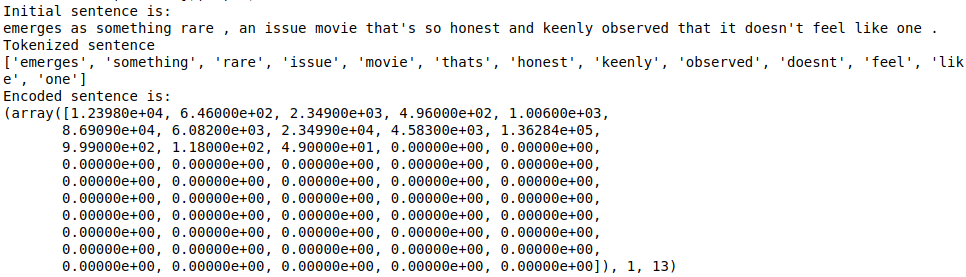 Initial sentence is:
emerges as something rare , an issue movie that's so honest and keenly observed that it doesn't feel like one .
Tokenized sentence
['emerges', 'something', 'rare', 'issue', 'movie', 'thats', 'honest', 'keenly', 'observed', 'doesnt', 'feel', 'lik
e', 'one']
Encoded sentence is:
(array([1.23980e+04, 6.46000e+02, 2.34900e+03, 4.96000e+02, 1.00600e+03,
8.69090e+04, 6.08200e+03, 2.34990e+04, 4.58300e+03, 1.36284e+05,
9.99000e+02, 1.18000e+02, 4.90000e+01, 0.00000e+00, 0.00000e+00,
0.00000e+00, 0.00000e+00, 0.00000e+00, 0.00000e+00, 0.00000e+00,
0.00000e+00, 0.00000e+00, 0.00000e+00, 0.00000e+00, 0.00000e+00,
0.00000e+00, 0.00000e+00, 0.00000e+00, 0.00000e+00, 0.00000e+00,
0.00000e+00, 0.00000e+00, 0.00000e+00, 0.00000e+00, 0.00000e+00,
0.00000e+00, 0.00000e+00, 0.00000e+00, 0.00000e+00, 0.00000e+00,
0.00000e+00, 0.00000e+00, 0.00000e+00, 0.00000e+00, 0.00000e+00,
0.00000e+00, 0.00000e+00, 0.00000e+00, 0.00000e+00, 0.00000e+00]), 1, 13)